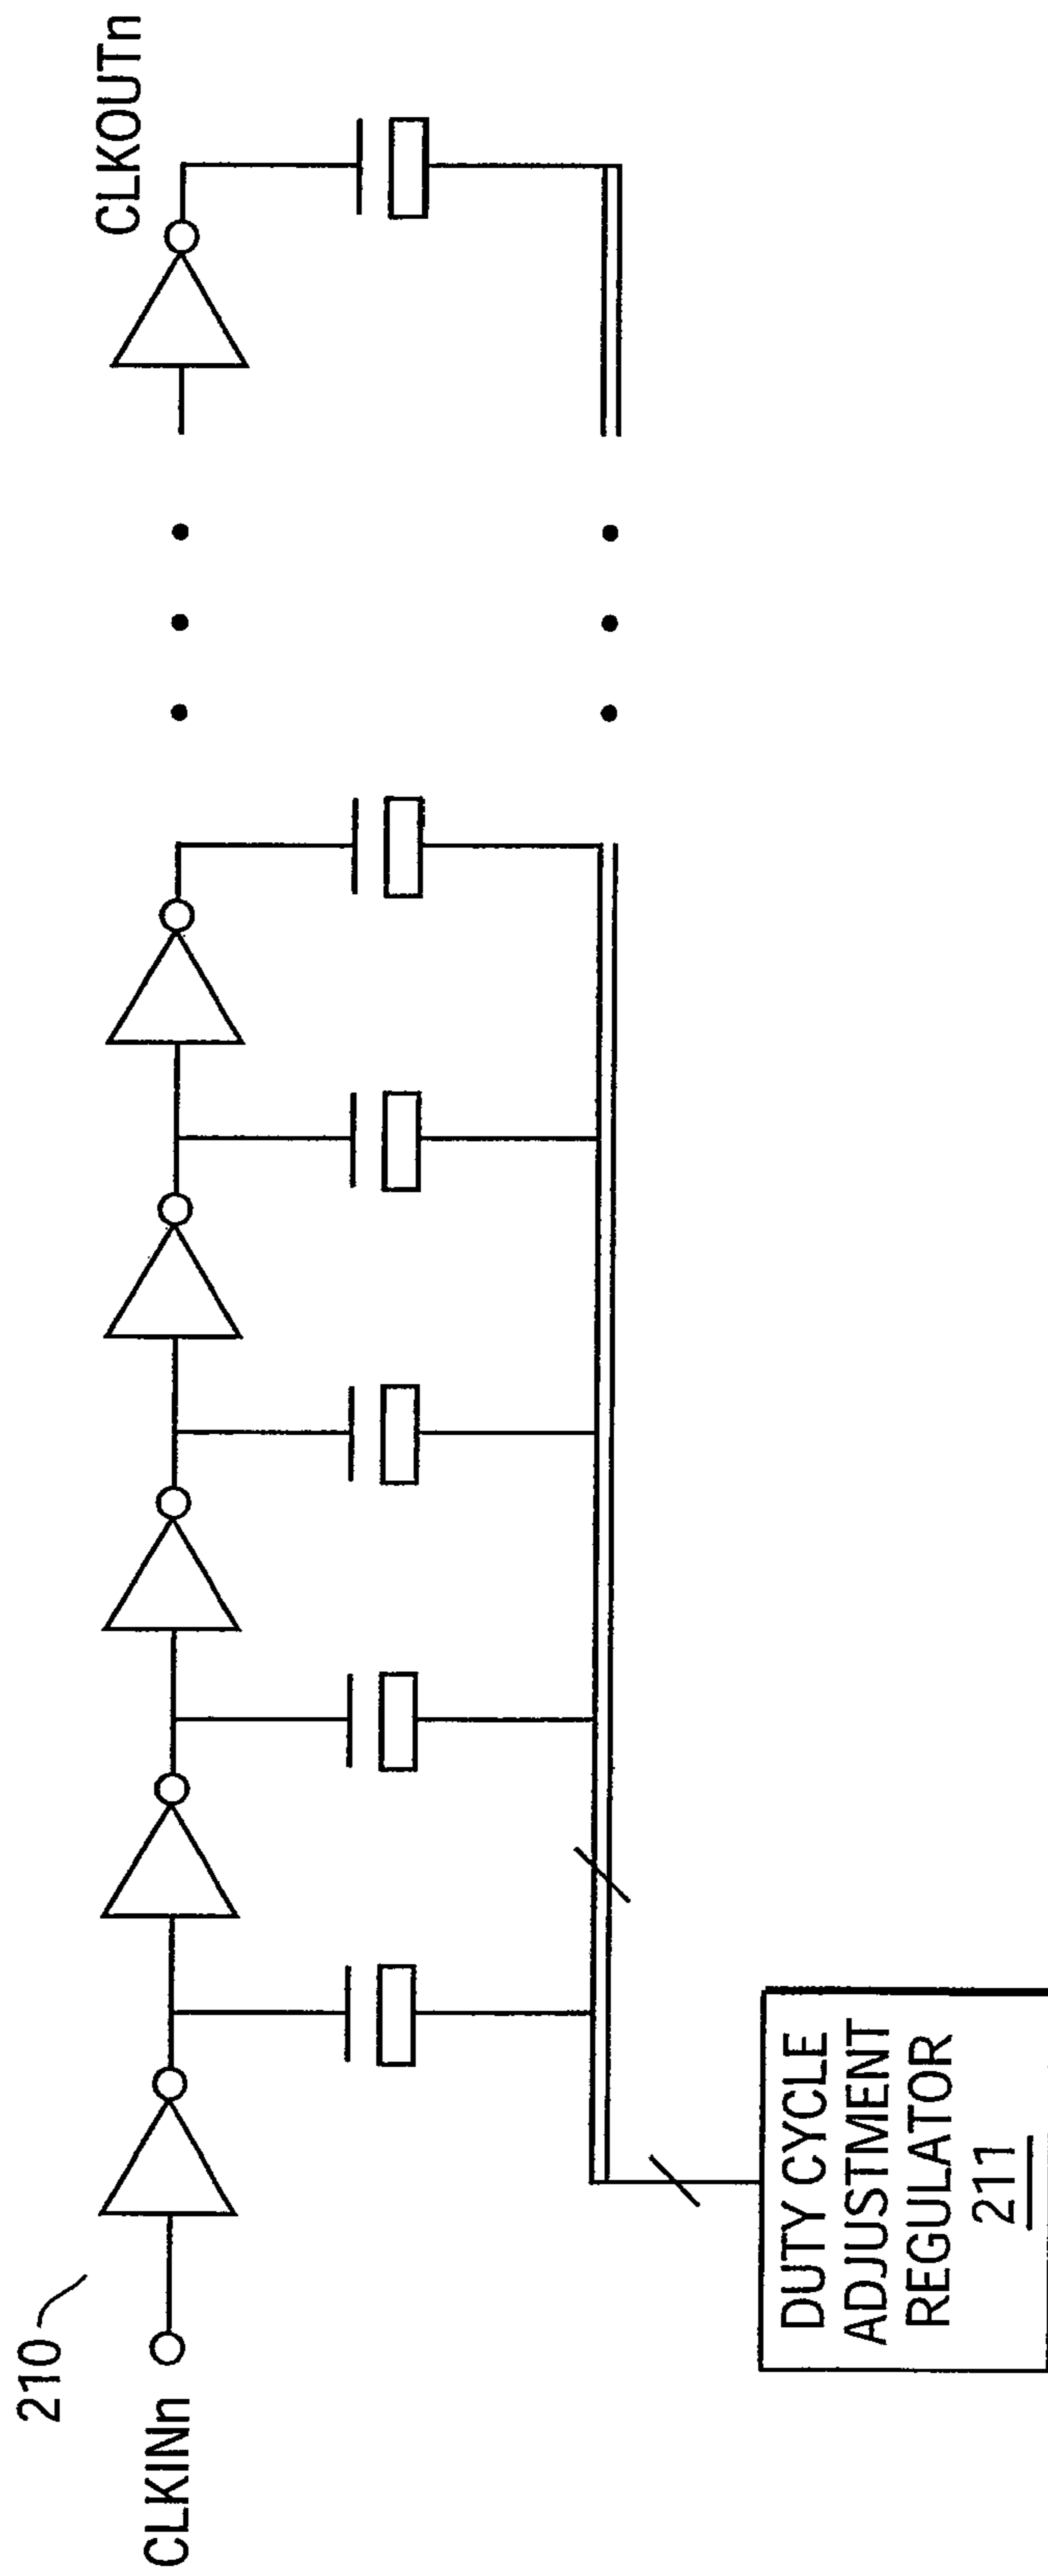 210
CLKINn
CLKOUTn
DUTY CYCLE
ADJUSTMENT
REGULATOR
211